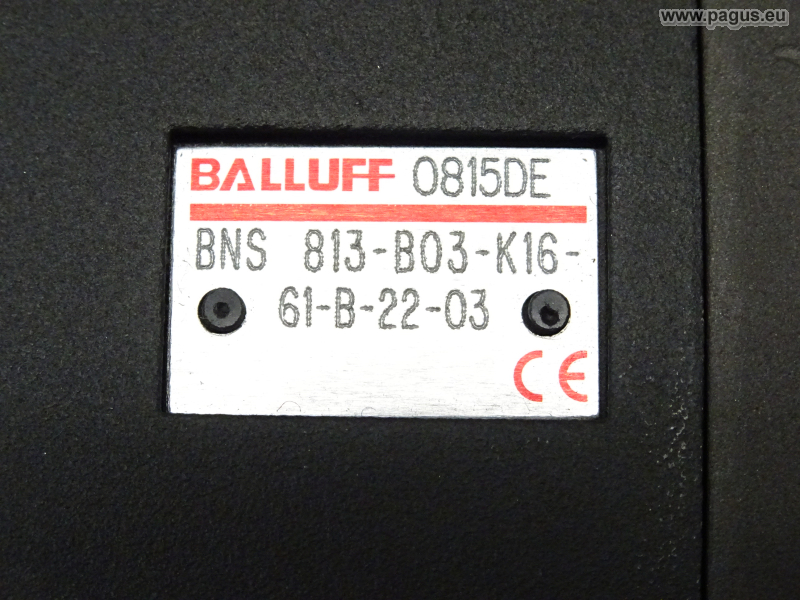 www.pagus.eu
BALLUFF 0815DE
BNS 813-B03-K16-
61-B-22-03
CE